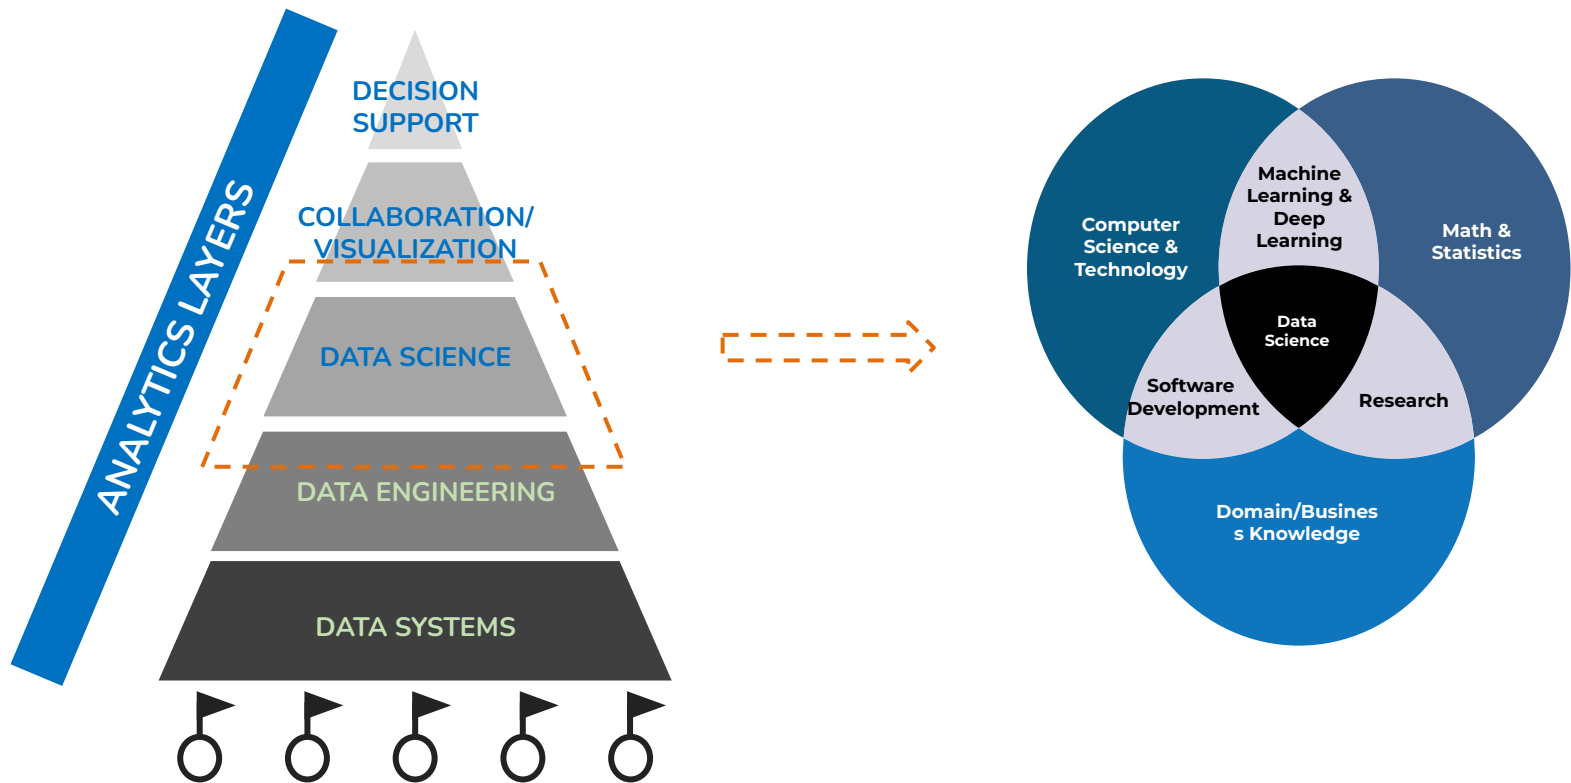 ANALYTICS LAYERS
DECISION
SUPPORT
COLLABORATION/
VISUALIZATION
DATA SCIENCE
DATA ENGINEERING
DATA SYSTEMS
Computer
Science &
Technology
Machine
Learning &
Deep
Learning
Math &
Statistics
Data
Science
Software
Development
Research
Domain/Busines
s Knowledge